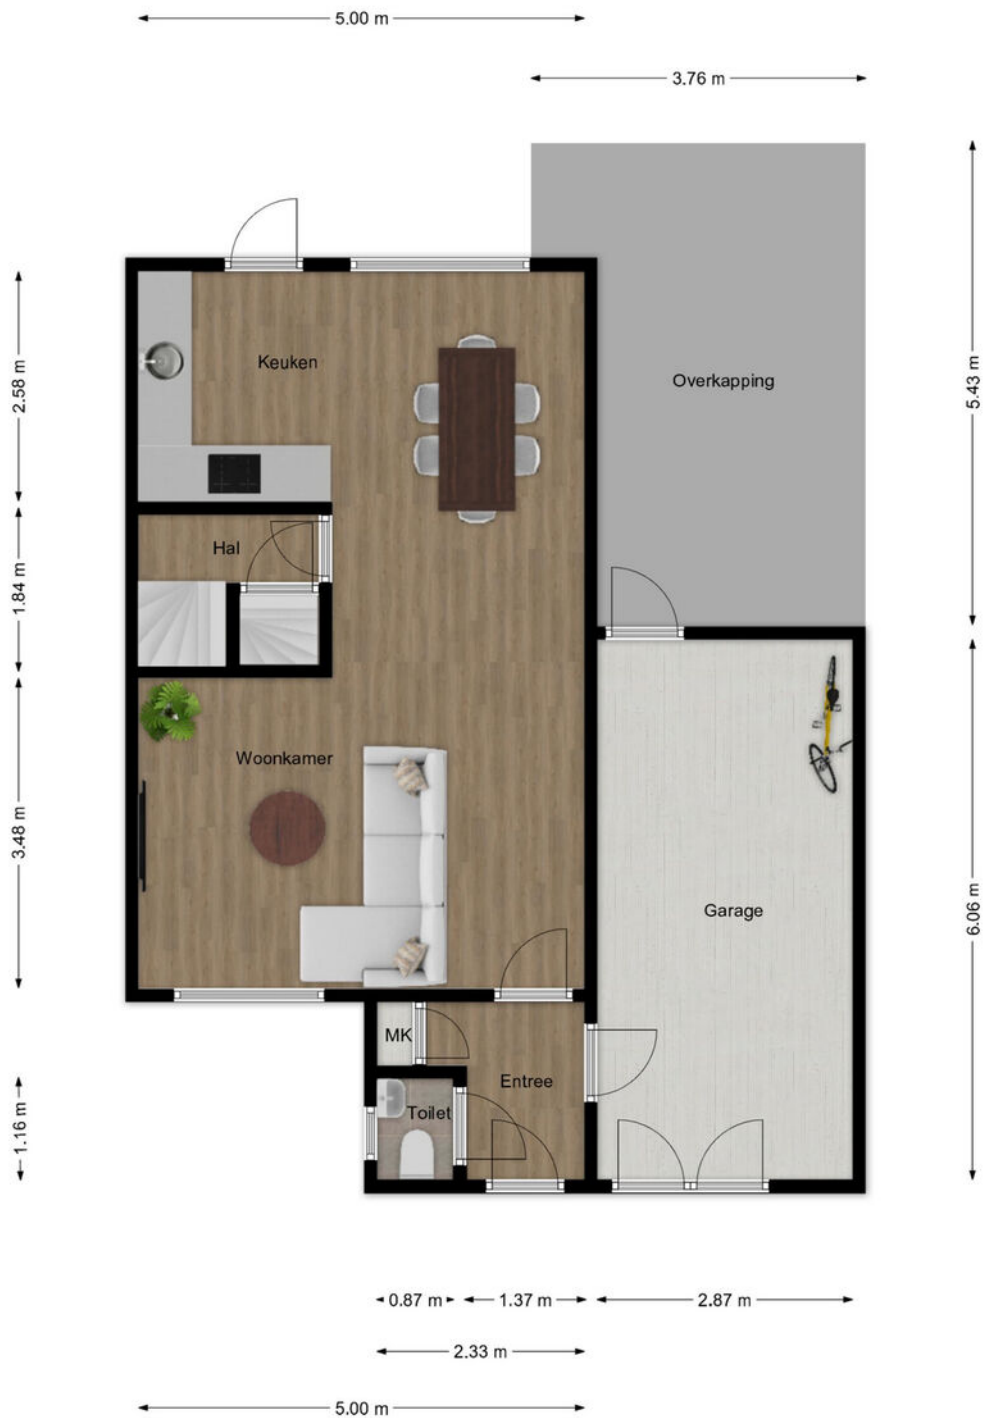 5.00 m
3.76 m
Keuken
2.58 m
Overkapping
5.43 m
Hal
1.84 m
Woonkamer
3.48 m
Garage
6.06 m
MK
Entree
Toilet
1.16 m
0.87 m
1.37 m
2.87 m
2.33 m
5.00 m